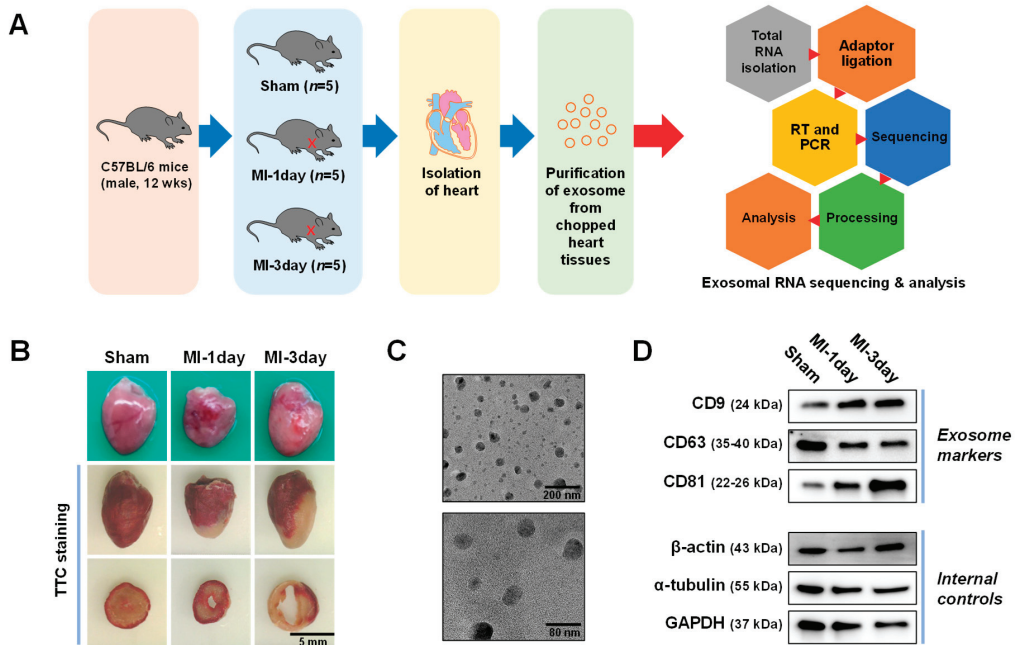 A
C57BL/6 mice
(male, 12 wks)
Sham (n=5)
MI-1day (n=5)
MI-3day (n=5)
Isolation
of heart
Purification
of exosome
from
chopped
heart
tissues
Total
RNA
isolation
Adaptor
ligation
RT and
PCR
Sequencing
Analysis
Processing
Exosomal RNA sequencing & analysis
B
Sham
MI-1day
MI-3day
TTC staining
5 mm
C
200 nm
80 nm
D
Sham
MI-1day
MI-3day
CD9 (24 kDa)
CD63 (35-40 kDa)
CD81 (22-26 kDa)
Exosome
markers
β-actin (43 kDa)
α-tubulin (55 kDa)
GAPDH (37 kDa)
Internal
controls